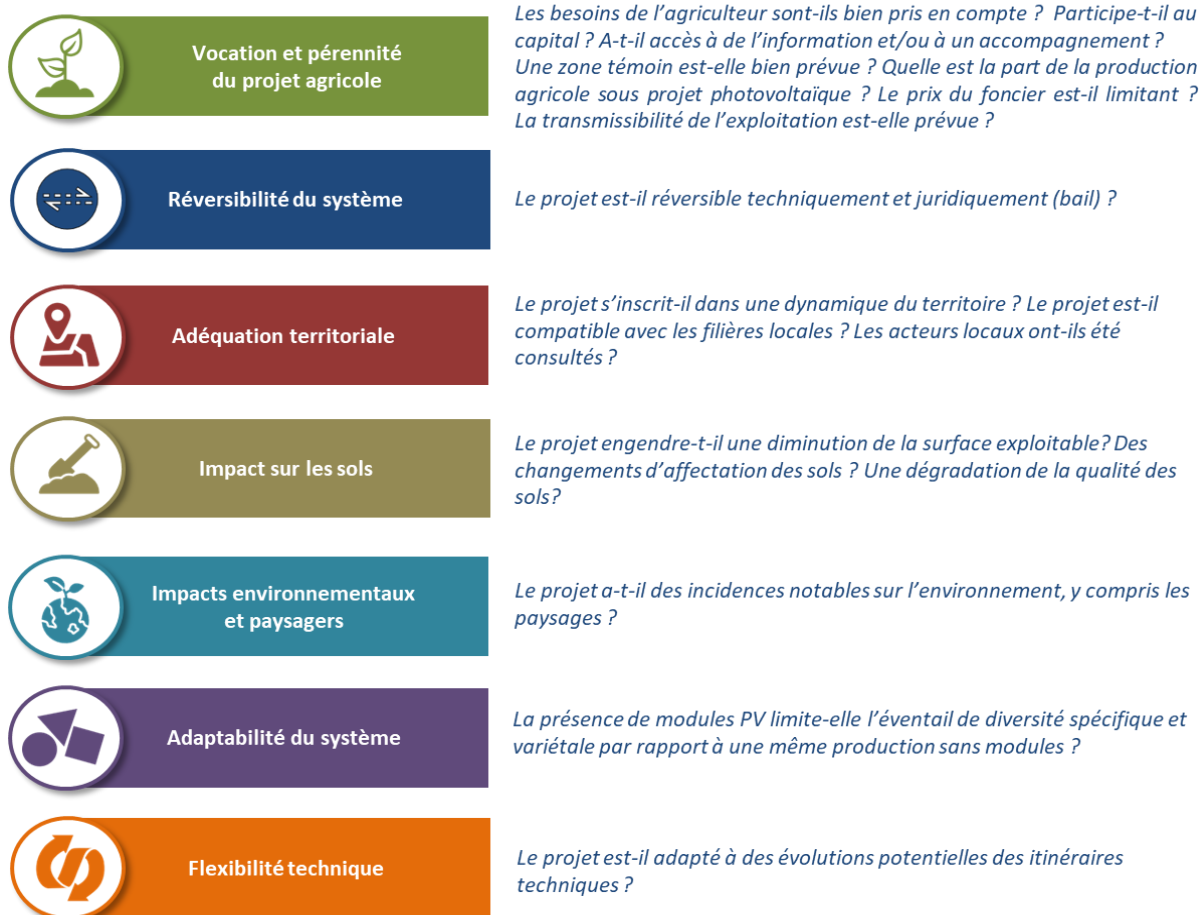 Vocation et pérennité
du projet agricole
Les besoins de l'agriculteur sont-ils bien pris en compte ? Participe-t-il au
capital ? A-t-il accès à de l'information et/ou à un accompagnement ?
Une zone témoin est-elle bien prévue ? Quelle est la part de la production
agricole sous projet photovoltaïque ? Le prix du foncier est-il limitant ?
La transmissibilité de l'exploitation est-elle prévue ?
Réversibilité du système
Le projet est-il réversible techniquement et juridiquement (bail) ?
Adéquation territoriale
Le projet s'inscrit-il dans une dynamique du territoire ? Le projet est-il
compatible avec les filières locales ? Les acteurs locaux ont-ils été
consultés ?
Impact sur les sols
Le projet engendre-t-il une diminution de la surface exploitable? Des
changements d'affectation des sols ? Une dégradation de la qualité des
sols?
Impacts environnementaux
et paysagers
Le projet a-t-il des incidences notables sur l'environnement, y compris les
paysages ?
Adaptabilité du système
La présence de modules PV limite-elle l'éventail de diversité spécifique et
variétale par rapport à une même production sans modules ?
Flexibilité technique
Le projet est-il adapté à des évolutions potentielles des itinéraires
techniques ?